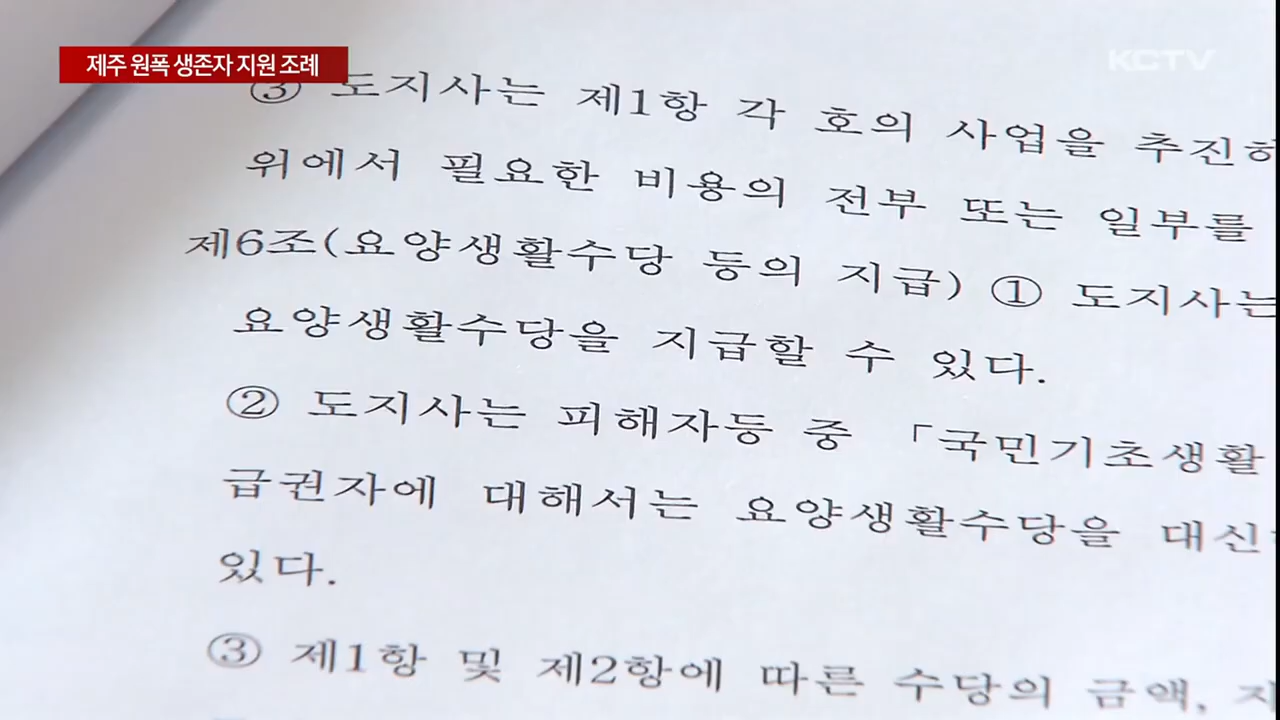 제주 원폭 생존자 지원 조례
KCTV
③ 도지사는 제1항 각 호의 사업을 추진하
위에서 필요한 비용의 전부 또는 일부를
제6조(요양생활수당 등의 지급) ① 도지사는
요양생활수당을 지급할 수 있다.
② 도지사는 피해자등 중 「국민기초생활
급권자에 대해서는 요양생활수당을 대신
있다.
③ 제1항 및 제2항에 따른 수당의 금액, 지